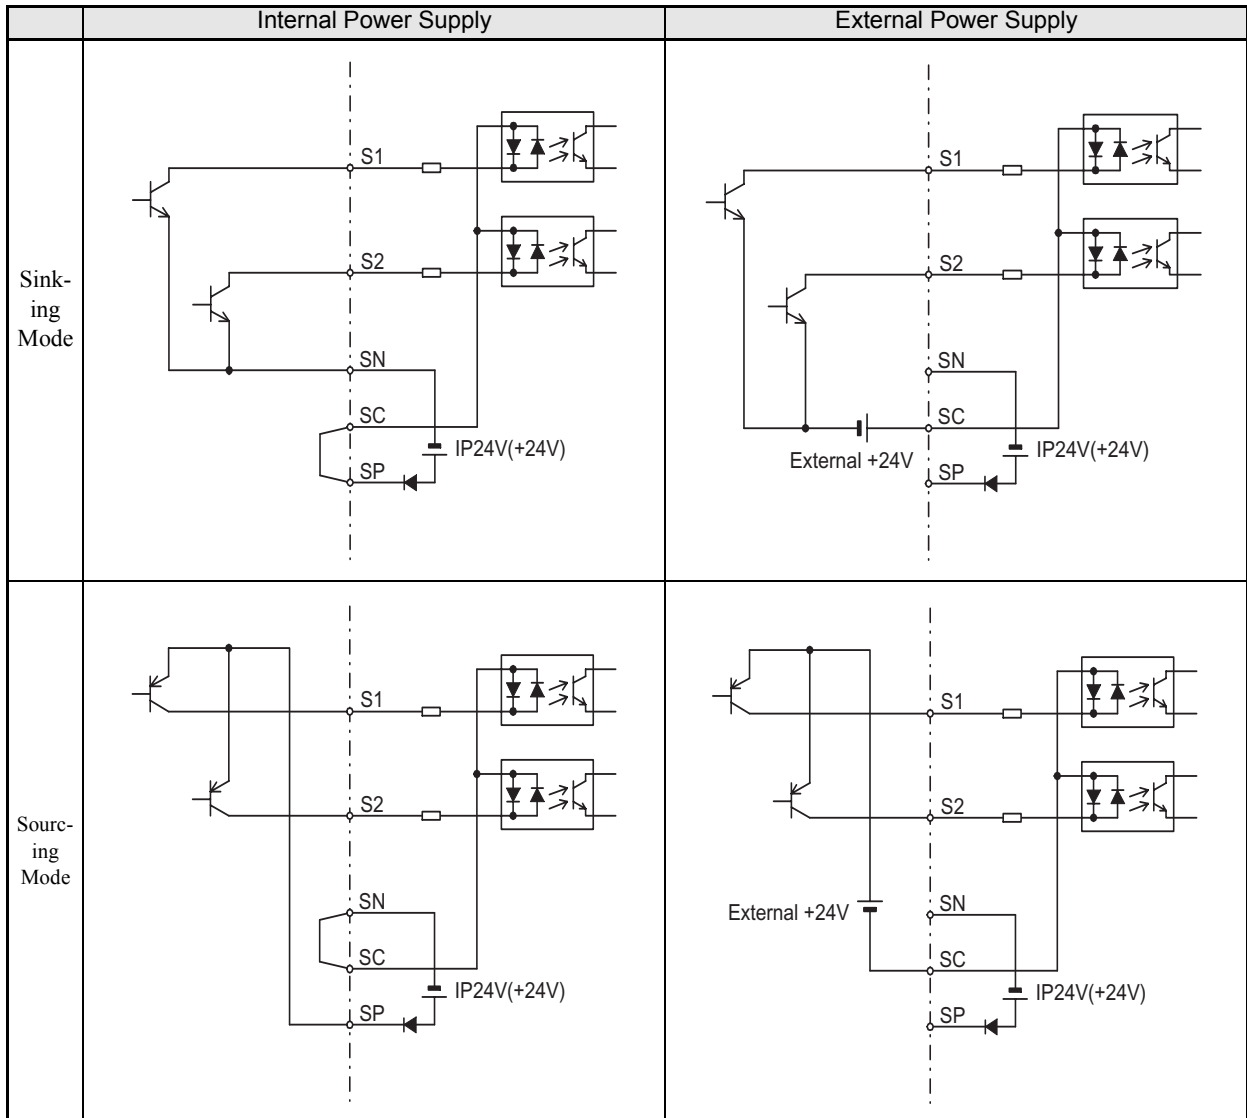 Internal Power Supply
External Power Supply
Sink-
ing
Mode
S1
S2
SN
SC
IP24V(+24V)
SP
S1
S2
SN
SC
External +24V
IP24V(+24V)
SP
Sourc-
ing
Mode
S1
S2
SN
SC
IP24V(+24V)
SP
S1
S2
External +24V
SN
SC
IP24V(+24V)
SP